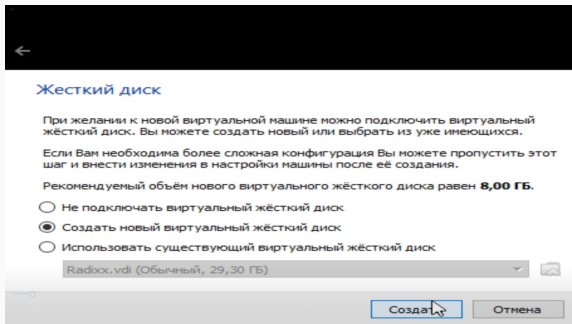 Жесткий диск
При желании к новой виртуальной машине можно подключить виртуальный
жёсткий диск. Вы можете создать новый или выбрать из уже имеющихся.
Если Вам необходима более сложная конфигурация Вы можете пропустить этот
шаг и внести изменения в настройки машины после её создания.
Рекомендуемый объём нового виртуального жёсткого диска равен 8,00 ГБ.
Не подключать виртуальный жёсткий диск
Создать новый виртуальный жёсткий диск
Использовать существующий виртуальный жёсткий диск
Radixx.vdi (Обычный, 29,30 ГБ)
Создать Отмена